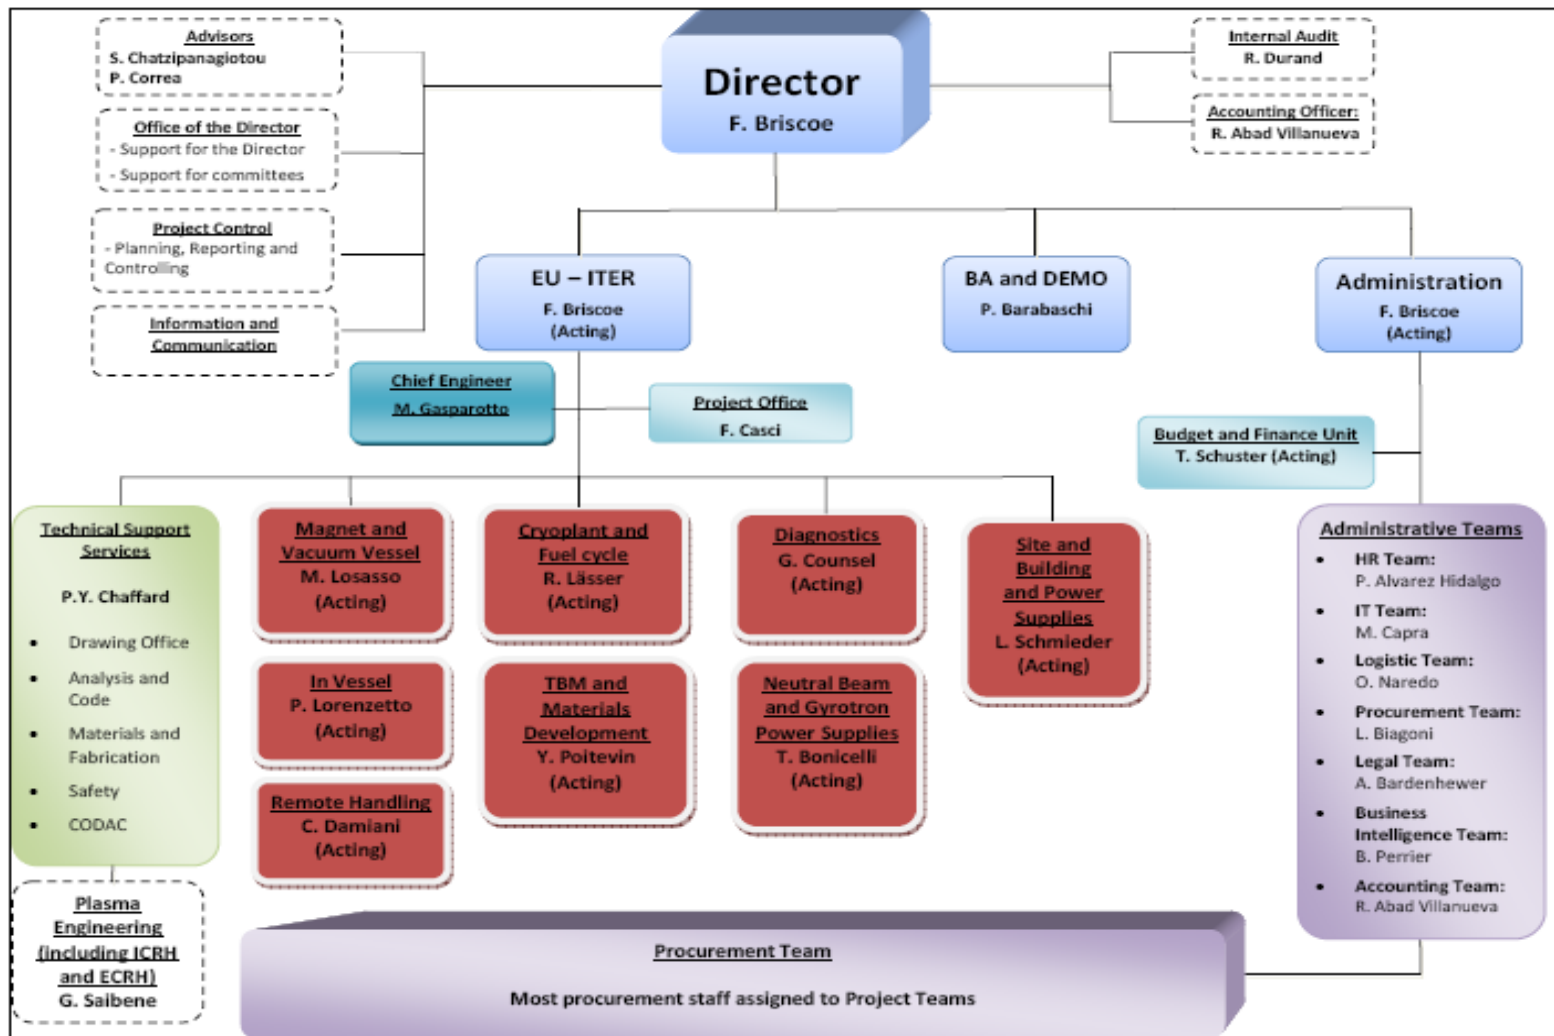 Advisors
S. Chatzipanagiotou
P. Correa
Office of the Director
- Support for the Director
- Support for committees
Project Control
- Planning, Reporting and
Controlling
Information and
Communication
Director
F. Briscoe
Internal Audit
R. Durand
Accounting Officer:
R. Abad Villanueva
EU – ITER
F. Briscoe
(Acting)
BA and DEMO
P. Barabaschi
Administration
F. Briscoe
(Acting)
Chief Engineer
M. Gasparotto
Project Office
F. Casci
Budget and Finance Unit
T. Schuster (Acting)
Technical Support
Services
P.Y. Chaffard
• Drawing Office
• Analysis and
Code
• Materials and
Fabrication
• Safety
• CODAC
Plasma
Engineering
(including ICRH
and ECRH)
G. Saibene
Magnet and
Vacuum Vessel
M. Losasso
(Acting)
In Vessel
P. Lorenzetto
(Acting)
Remote Handling
C. Damiani
(Acting)
Cryoplant and
Fuel cycle
R. Lässer
(Acting)
TBM and
Materials
Development
Y. Poitevin
(Acting)
Diagnostics
G. Counsel
(Acting)
Neutral Beam
and Gyrotron
Power Supplies
T. Bonicelli
(Acting)
Site and
Building
and Power
Supplies
L. Schmieder
(Acting)
Administrative Teams
• HR Team:
P. Alvarez Hidalgo
• IT Team:
M. Capra
• Logistic Team:
O. Naredo
• Procurement Team:
L. Biagoni
• Legal Team:
A. Bardenhewer
• Business
Intelligence Team:
B. Perrier
• Accounting Team:
R. Abad Villanueva
Procurement Team
Most procurement staff assigned to Project Teams